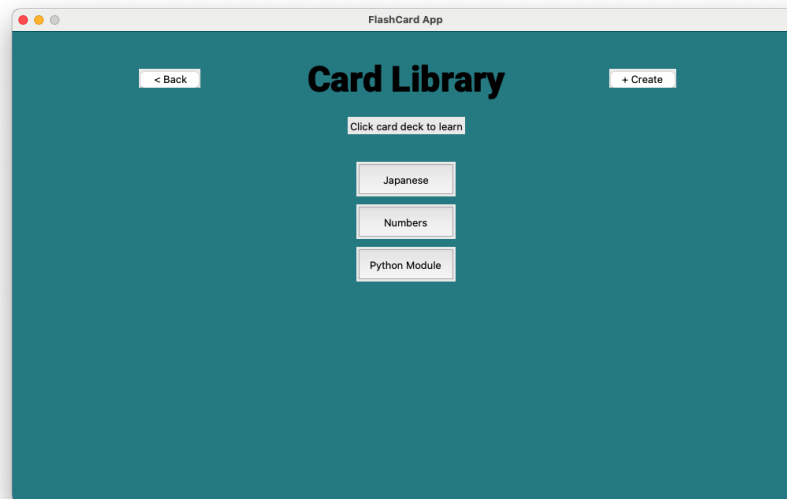 FlashCard App
< Back
Card Library
+ Create
Click card deck to learn
Japanese
Numbers
Python Module